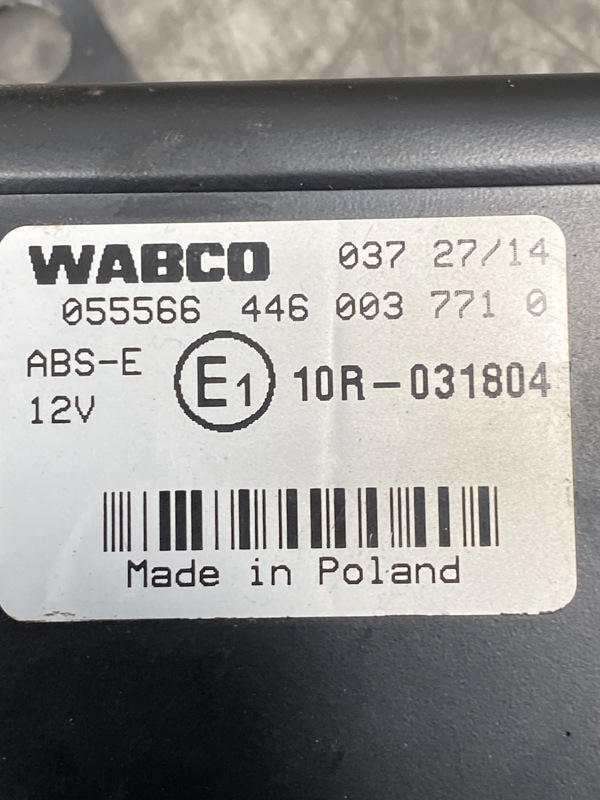 WABCO 037 27/14
055566 446 003 771 0
ABS-E E1 10R-031804
12V
Made in Poland